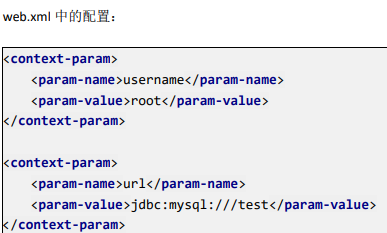 web.xml 中的配置：
<context-param>
    <param-name>username</param-name>
    <param-value>root</param-value>
</context-param>

<context-param>
    <param-name>url</param-name>
    <param-value>jdbc:mysql:///test</param-value>
</context-param>